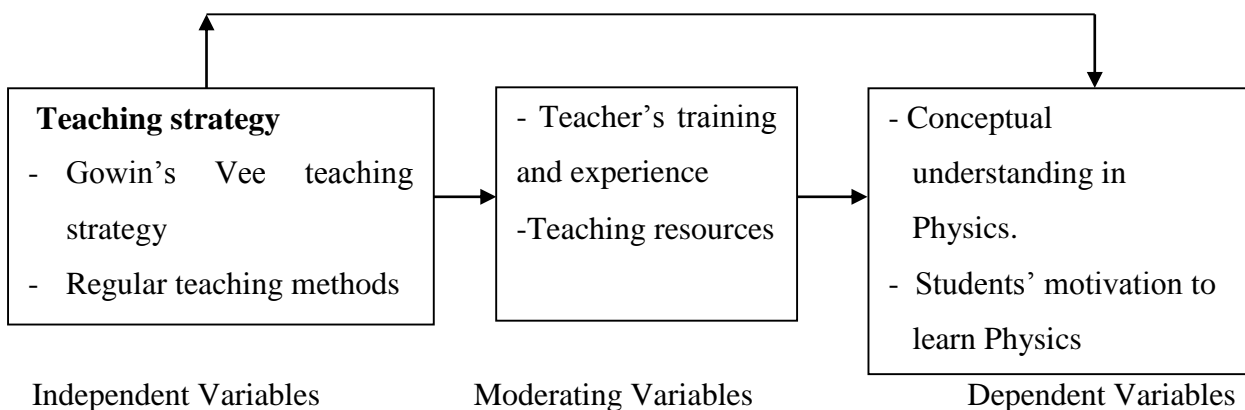 Teaching strategy
- Gowin’s Vee teaching
strategy
- Regular teaching methods
- Teacher’s training
and experience
-Teaching resources
- Conceptual
understanding in
Physics.
- Students’ motivation to
learn Physics
Independent Variables
Moderating Variables
Dependent Variables